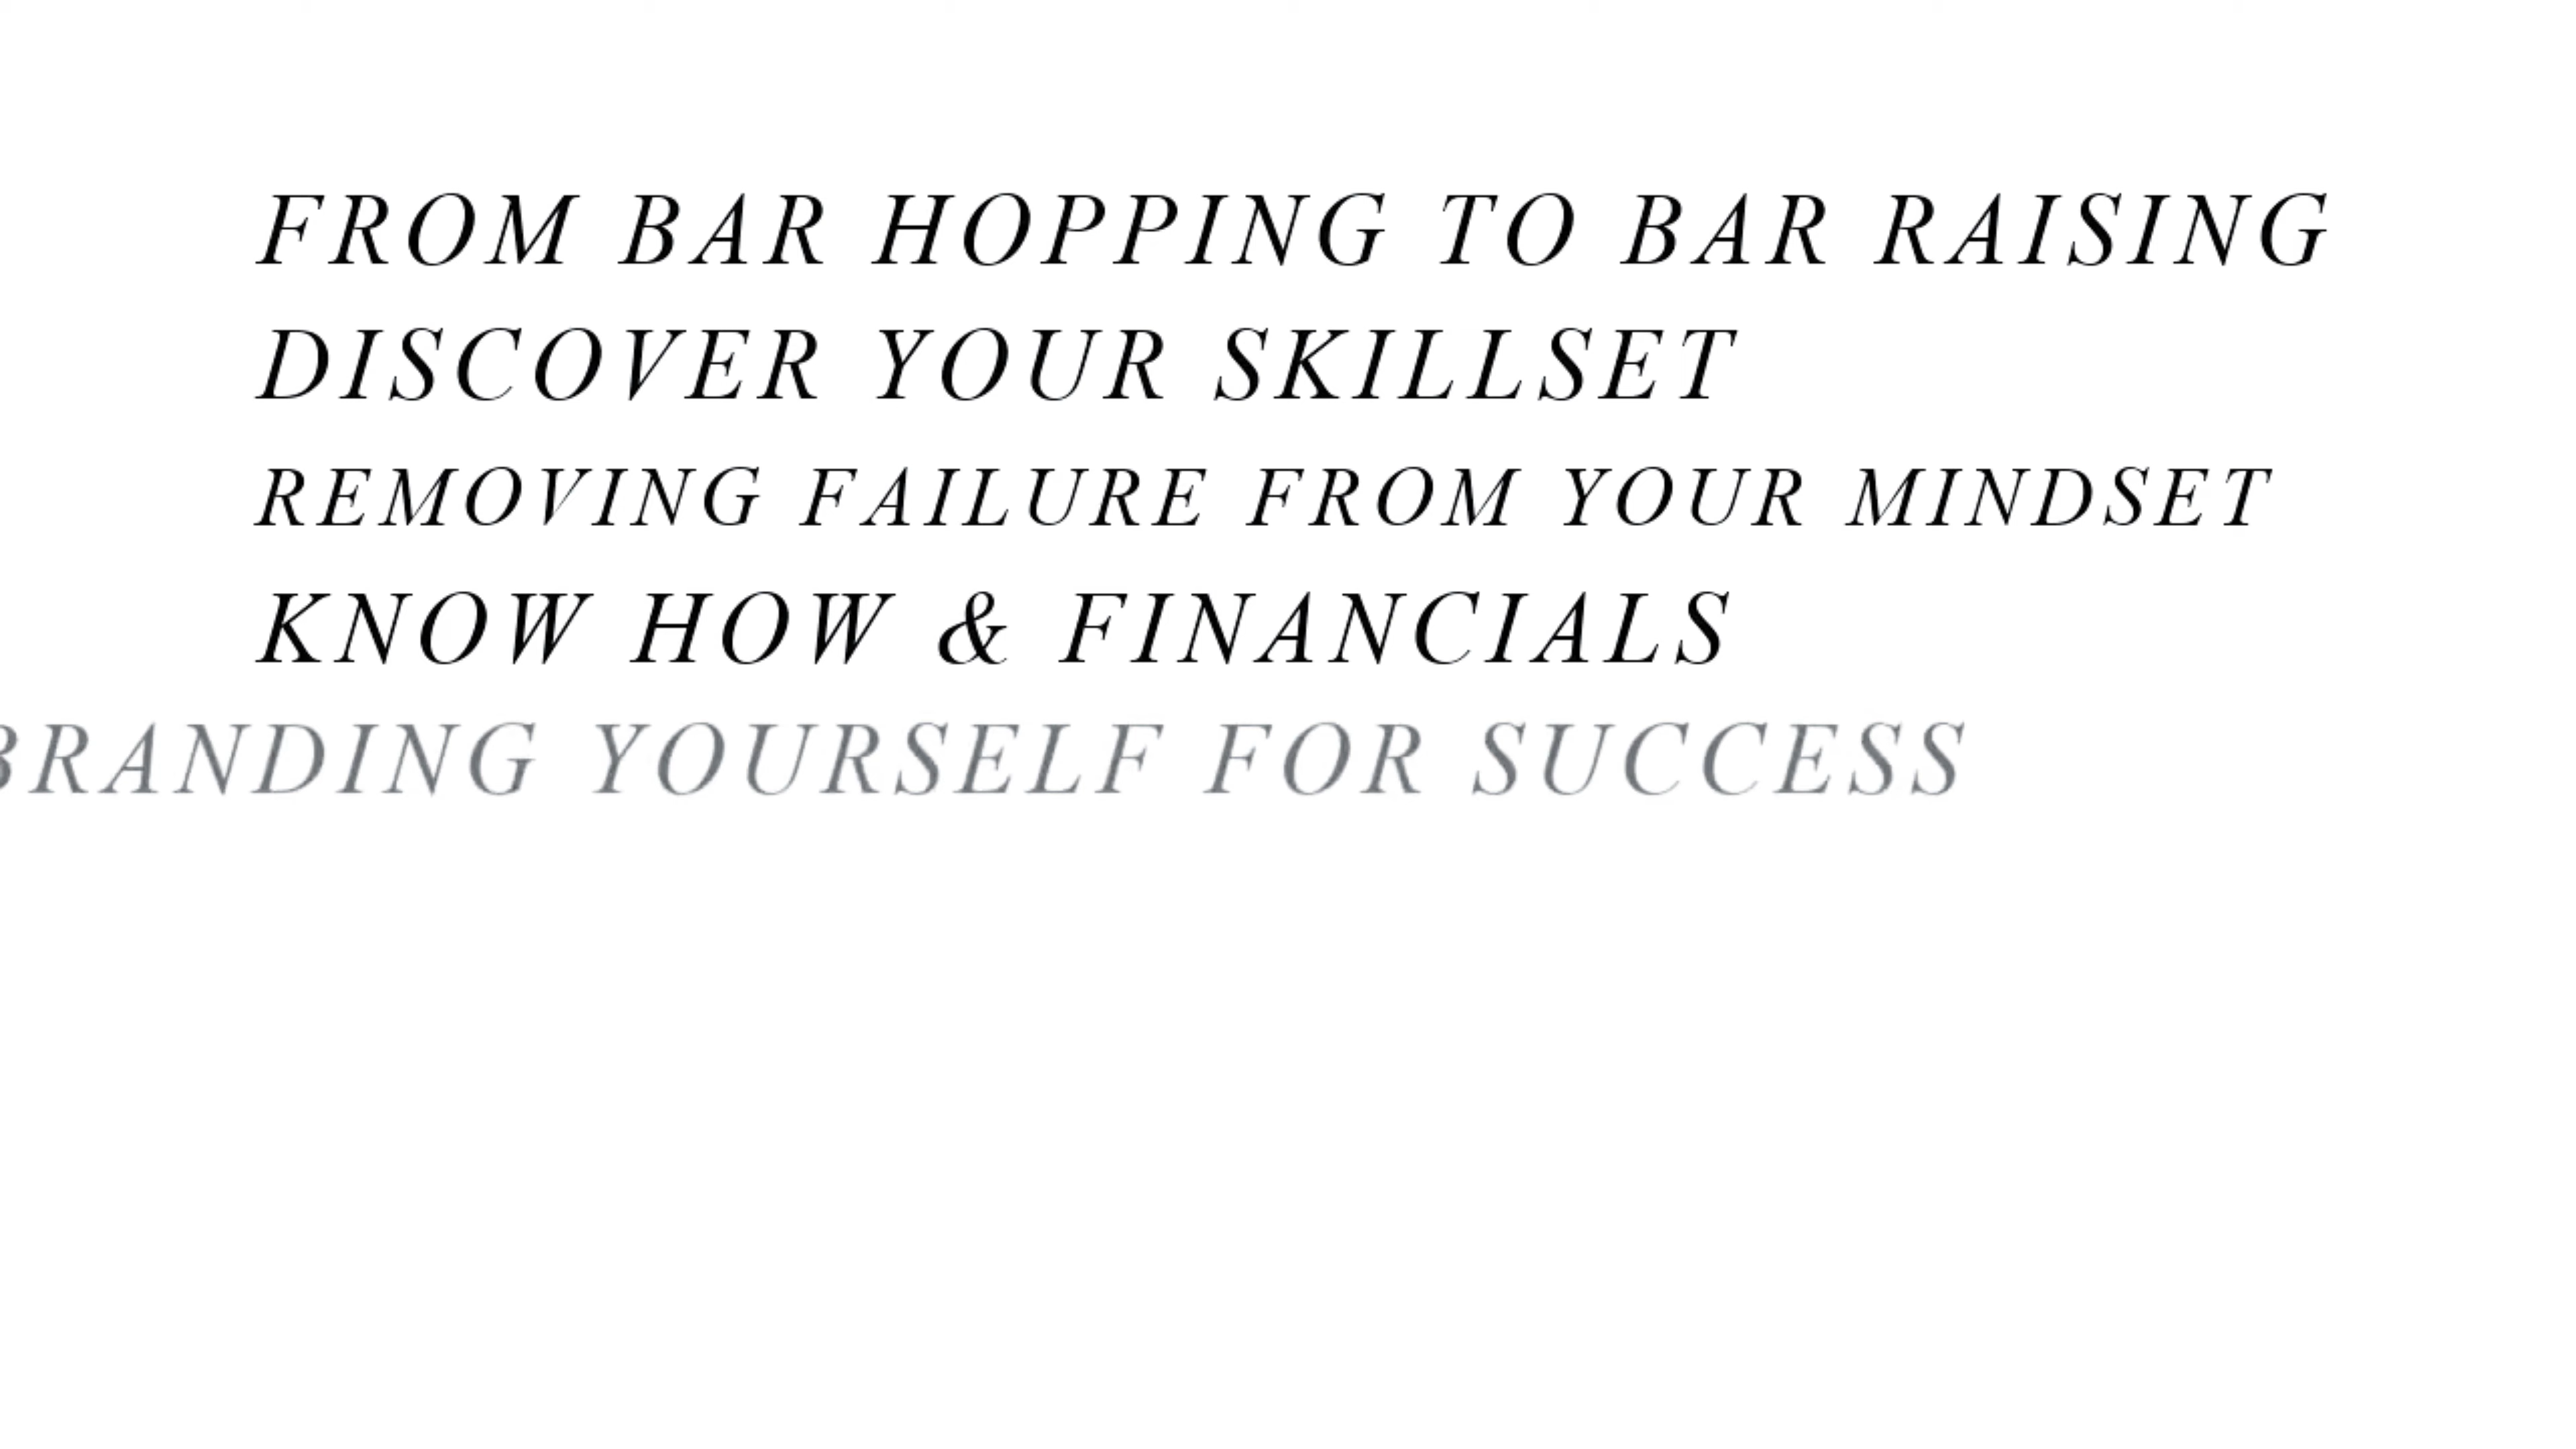 FROM BAR HOPPING TO BAR RAISING
DISCOVER YOUR SKILLSET
REMOVING FAILURE FROM YOUR MINDSET
KNOW HOW & FINANCIALS
BRANDING YOURSELF FOR SUCCESS